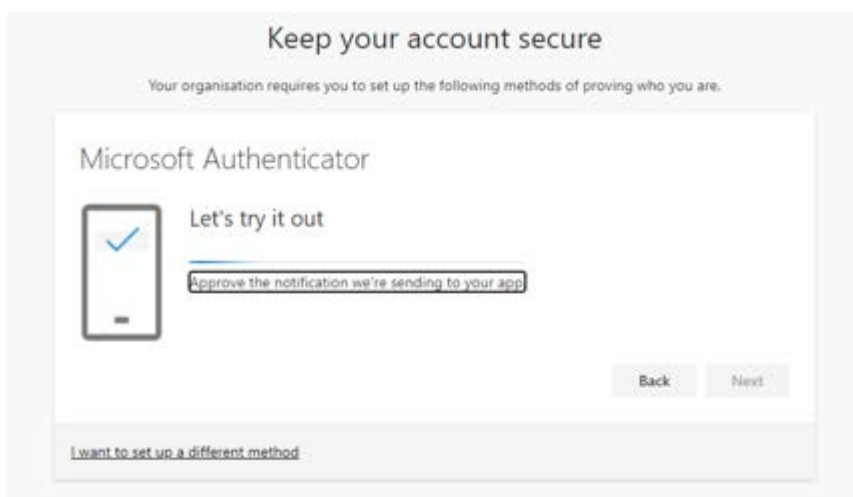 Keep your account secure
Your organisation requires you to set up the following methods of proving who you are.
Microsoft Authenticator
Let's try it out
Approve the notification we're sending to your app
Back Next
I want to set up a different method